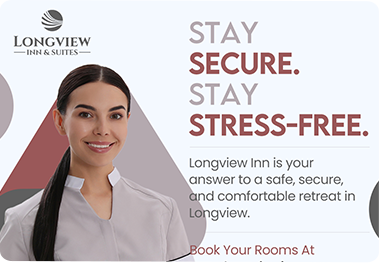 LONGVIEW
INN & SUITES
STAY
SECURE.
STAY
STRESS-FREE.
Longview Inn is your
answer to a safe, secure,
and comfortable retreat in
Longview.
Book Your Rooms At